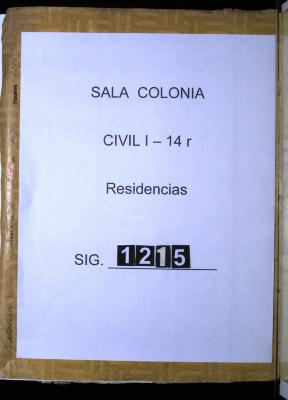 SALA COLONIA
CIVIL I – 14 r
Residencias
SIG. 1215